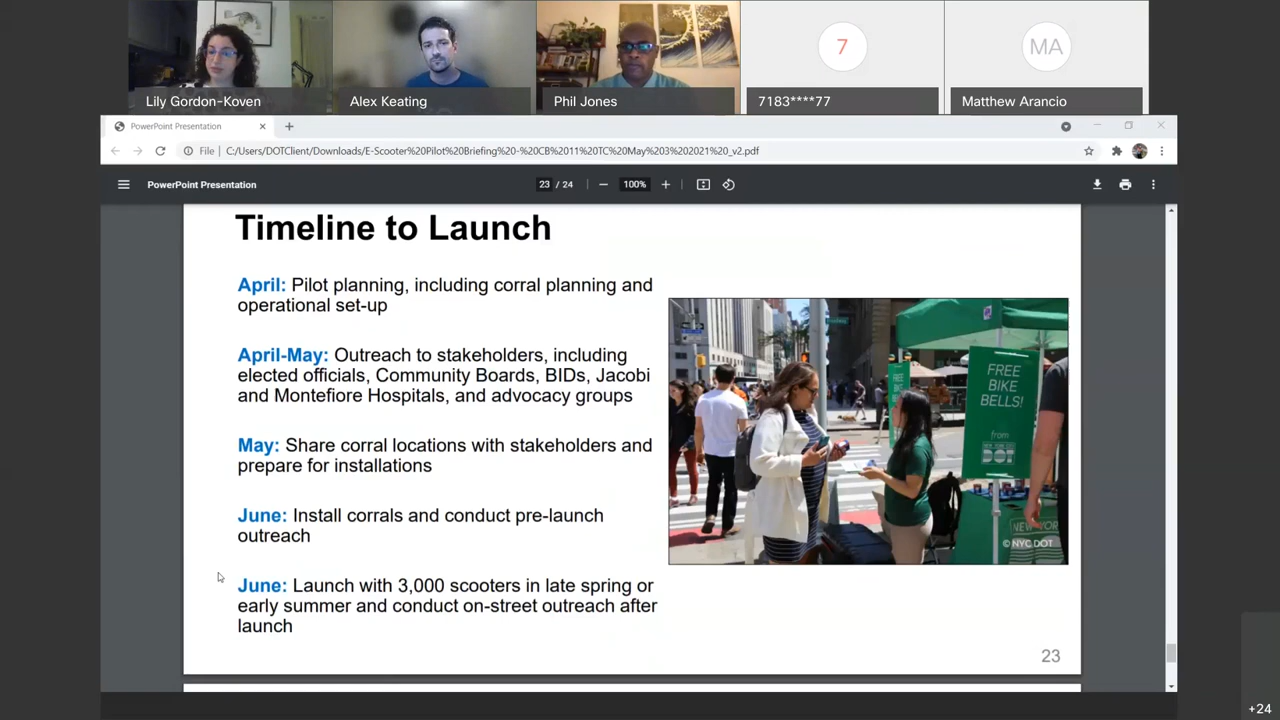 7
MA
Lily Gordon-Koven
Alex Keating
Phil Jones
7183****77
Matthew Arancio
PowerPoint Presentation
File
C:/Users/DOTClient/Downloads/E-Scooter%20Pilot%20Briefing%20-%20CB%2011%20TC%20May%203%202021%20_v2.pdf
PowerPoint Presentation
23 / 24
100%
Timeline to Launch
April: Pilot planning, including corral planning and
operational set-up
April-May: Outreach to stakeholders, including
elected officials, Community Boards, BIDs, Jacobi
and Montefiore Hospitals, and advocacy groups
May: Share corral locations with stakeholders and
prepare for installations
June: Install corrals and conduct pre-launch
outreach
June: Launch with 3,000 scooters in late spring or
early summer and conduct on-street outreach after
launch
FREE
BIKE
BELLS!
from
DOT
NEW YORK
© NYC DOT
23
+24